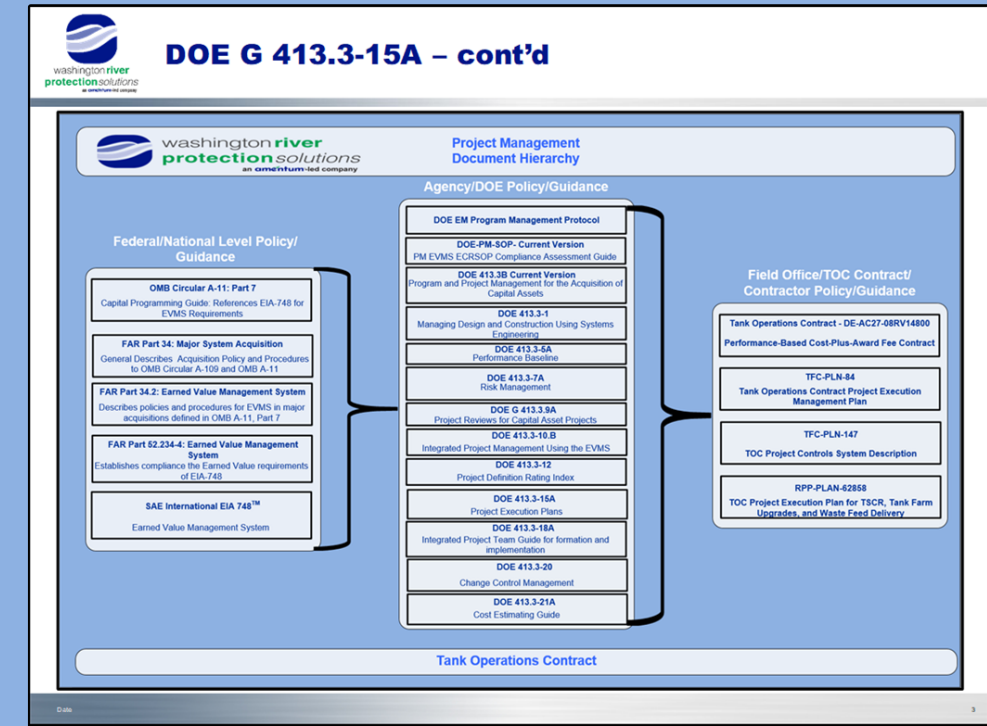 washington river
protection solutions
an amentum-led company
DOE G 413.3-15A – cont'd
washington river
protection solutions
an amentum-led company
Project Management
Document Hierarchy
Federal/National Level Policy/
Guidance
OMB Circular A-11: Part 7
Capital Programming Guide: References EIA-748 for
EVMS Requirements
FAR Part 34: Major System Acquisition
General Describes Acquisition Policy and Procedures
to OMB Circular A-109 and OMB A-11
FAR Part 34.2: Earned Value Management System
Describes policies and procedures for EVMS in major
acquisitions defined in OMB A-11, Part 7
FAR Part 52.234-4: Earned Value Management
System
Establishes compliance the Earned Value requirements
of EIA-748
SAE International EIA 748™
Earned Value Management System
Agency/DOE Policy/Guidance
DOE EM Program Management Protocol
DOE-PM-SOP- Current Version
PM EVMS ECRSOP Compliance Assessment Guide
DOE 413.3B Current Version
Program and Project Management for the Acquisition of
Capital Assets
DOE 413.3-1
Managing Design and Construction Using Systems
Engineering
DOE 413.3-5A
Performance Baseline
DOE 413.3-7A
Risk Management
DOE G 413.3.9A
Project Reviews for Capital Asset Projects
DOE 413.3-10.B
Integrated Project Management Using the EVMS
DOE 413.3-12
Project Definition Rating Index
DOE 413.3-15A
Project Execution Plans
DOE 413.3-18A
Integrated Project Team Guide for formation and
implementation
DOE 413.3-20
Change Control Management
DOE 413.3-21A
Cost Estimating Guide
Field Office/TOC Contract/
Contractor Policy/Guidance
Tank Operations Contract - DE-AC27-08RV14800
Performance-Based Cost-Plus-Award Fee Contract
TFC-PLN-84
Tank Operations Contract Project Execution
Management Plan
TFC-PLN-147
TOC Project Controls System Description
RPP-PLAN-62858
TOC Project Execution Plan for TSCR, Tank Farm
Upgrades, and Waste Feed Delivery
Tank Operations Contract
Date
3